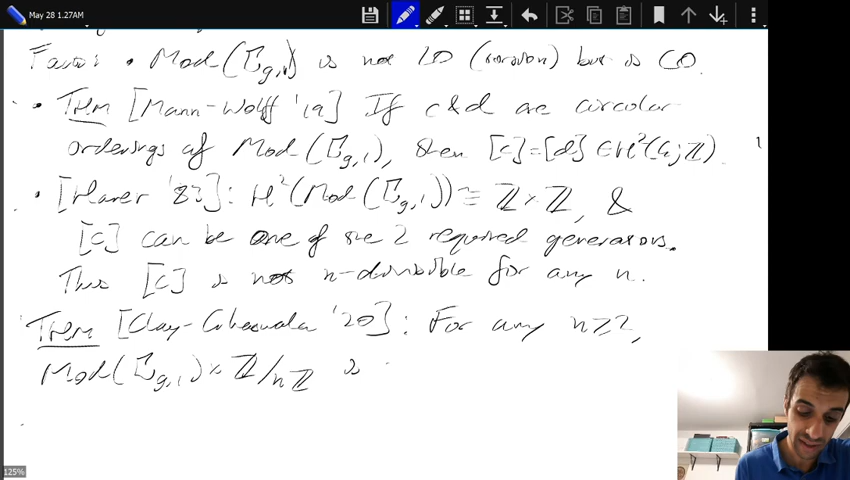 May 28 1.27AM
Facts: • Mod(Σg,1) is not LO (torsion) but is CO.
• THM [Mann-Wolff '19] If c & d are circular
orderings of Mod(Σg,1), then [c]=[d] ∈ H²(G;ℤ).
• [Harer '83]: H²(Mod(Σg,1)) ≅ ℤ×ℤ, &
[c] can be one of the 2 required generators.
Thus [c] is not n-divisible for any n.
THM [Clay-Ghaswala '20]: For any n≥2,
Mod(Σg,1)×ℤ/nℤ is
125%